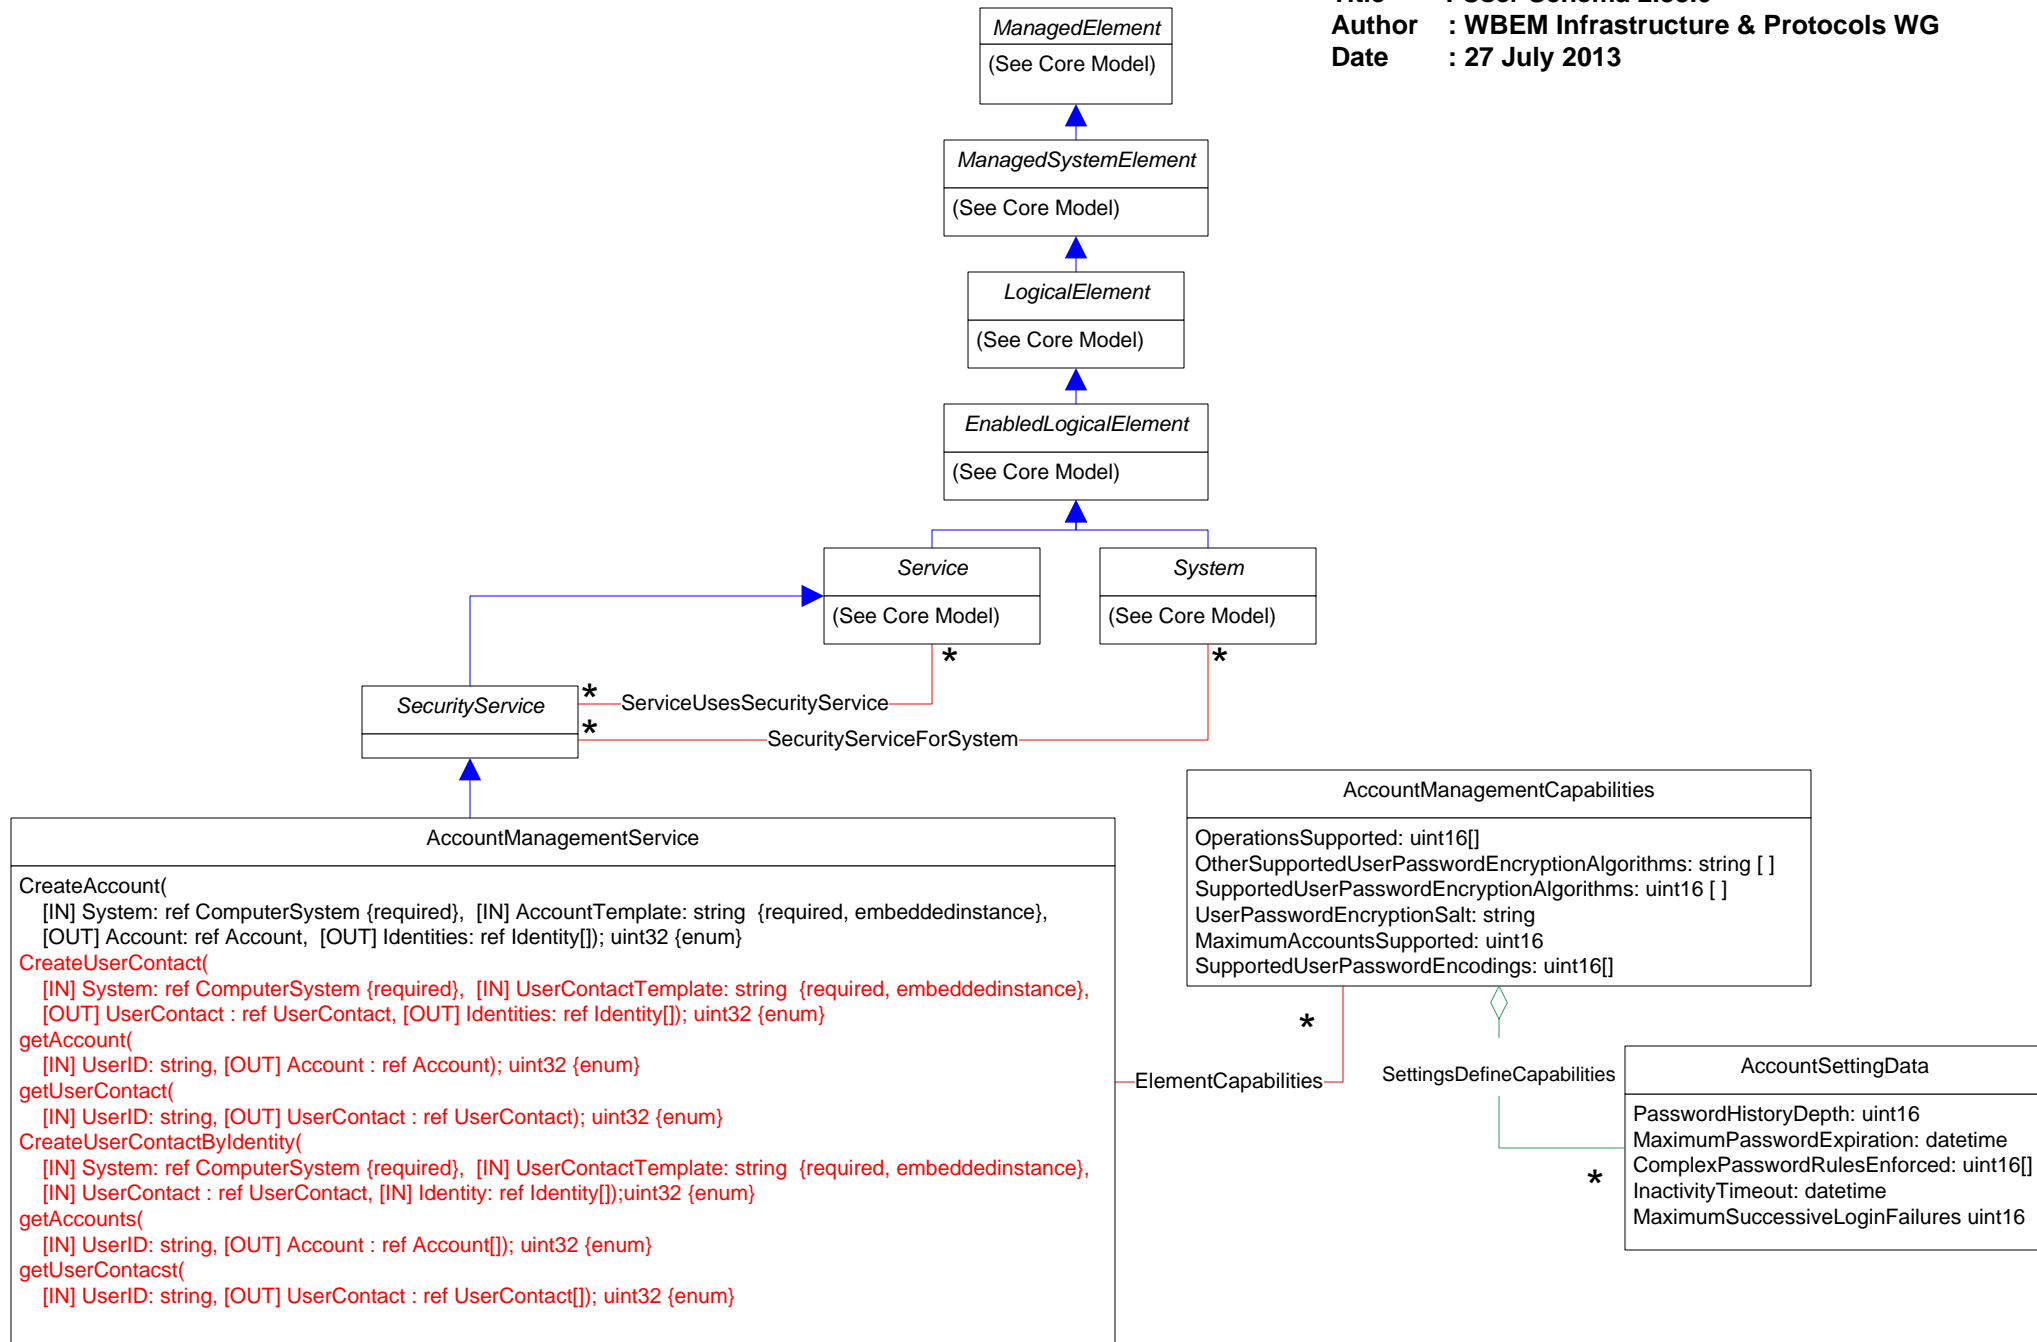 Author : WBEM Infrastructure & Protocols WG
Date : 27 July 2013
ManagedElement
(See Core Model)
ManagedSystemElement
(See Core Model)
LogicalElement
(See Core Model)
EnabledLogicalElement
(See Core Model)
Service
(See Core Model)
System
(See Core Model)
*
*
SecurityService
*
ServiceUsesSecurityService
*
SecurityServiceForSystem
AccountManagementService
CreateAccount(
[IN] System: ref ComputerSystem {required}, [IN] AccountTemplate: string {required, embeddedinstance},
[OUT] Account: ref Account, [OUT] Identities: ref Identity[]); uint32 {enum}
CreateUserContact(
[IN] System: ref ComputerSystem {required}, [IN] UserContactTemplate: string {required, embeddedinstance},
[OUT] UserContact : ref UserContact, [OUT] Identities: ref Identity[]); uint32 {enum}
getAccount(
[IN] UserID: string, [OUT] Account : ref Account); uint32 {enum}
getUserContact(
[IN] UserID: string, [OUT] UserContact : ref UserContact); uint32 {enum}
CreateUserContactByIdentity(
[IN] System: ref ComputerSystem {required}, [IN] UserContactTemplate: string {required, embeddedinstance},
[IN] UserContact : ref UserContact, [IN] Identity: ref Identity[]);uint32 {enum}
getAccounts(
[IN] UserID: string, [OUT] Account : ref Account[]); uint32 {enum}
getUserContacst(
[IN] UserID: string, [OUT] UserContact : ref UserContact[]); uint32 {enum}
AccountManagementCapabilities
OperationsSupported: uint16[]
OtherSupportedUserPasswordEncryptionAlgorithms: string [ ]
SupportedUserPasswordEncryptionAlgorithms: uint16 [ ]
UserPasswordEncryptionSalt: string
MaximumAccountsSupported: uint16
SupportedUserPasswordEncodings: uint16[]
*
ElementCapabilities
SettingsDefineCapabilities
*
AccountSettingData
PasswordHistoryDepth: uint16
MaximumPasswordExpiration: datetime
ComplexPasswordRulesEnforced: uint16[]
InactivityTimeout: datetime
MaximumSuccessiveLoginFailures uint16